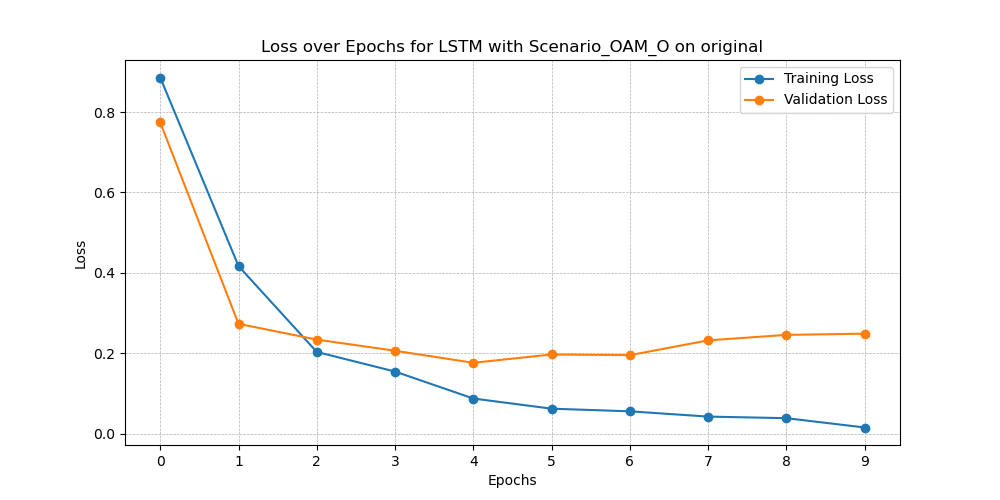 Loss over Epochs for LSTM with Scenario_OAM_O on original
Training Loss
Validation Loss
0.8
0.6
0.4
0.2
0.0
Loss
0 1 2 3 4 5 6 7 8 9
Epochs